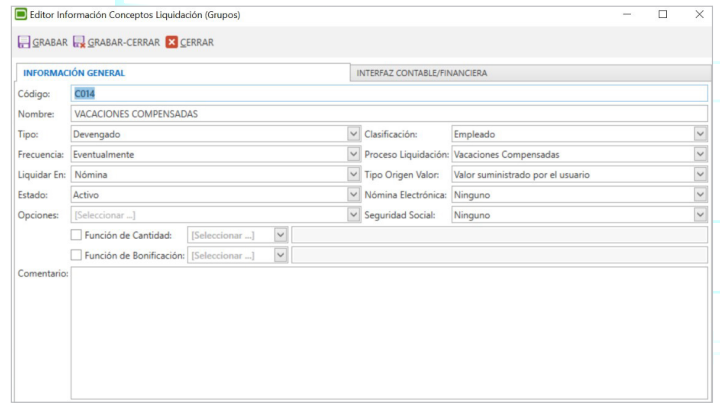 Editor Información Conceptos Liquidación (Grupos)
GRABAR GRABAR-CERRAR CERRAR
INFORMACIÓN GENERAL INTERFAZ CONTABLE/FINANCIERA
Código: C014
Nombre: VACACIONES COMPENSADAS
Tipo: Devengado Clasificación: Empleado
Frecuencia: Eventualmente Proceso Liquidación: Vacaciones Compensadas
Liquidar En: Nómina Tipo Origen Valor: Valor suministrado por el usuario
Estado: Activo Nómina Electrónica: Ninguno
Opciones: [Seleccionar ...] Seguridad Social: Ninguno
Función de Cantidad: [Seleccionar ...]
Función de Bonificación: [Seleccionar ...]
Comentario: